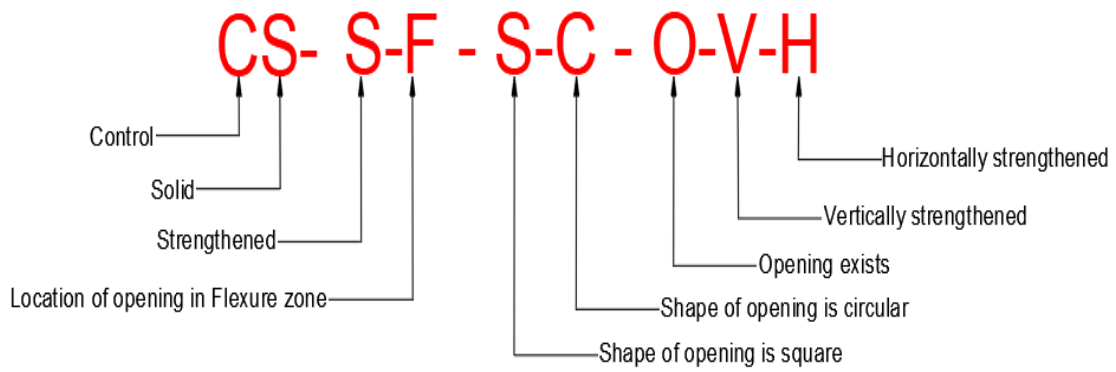 CS- S-F - S-C - O-V-H
Control
Horizontally strengthened
Solid
Vertically strengthened
Strengthened
Opening exists
Location of opening in Flexure zone
Shape of opening is circular
Shape of opening is square